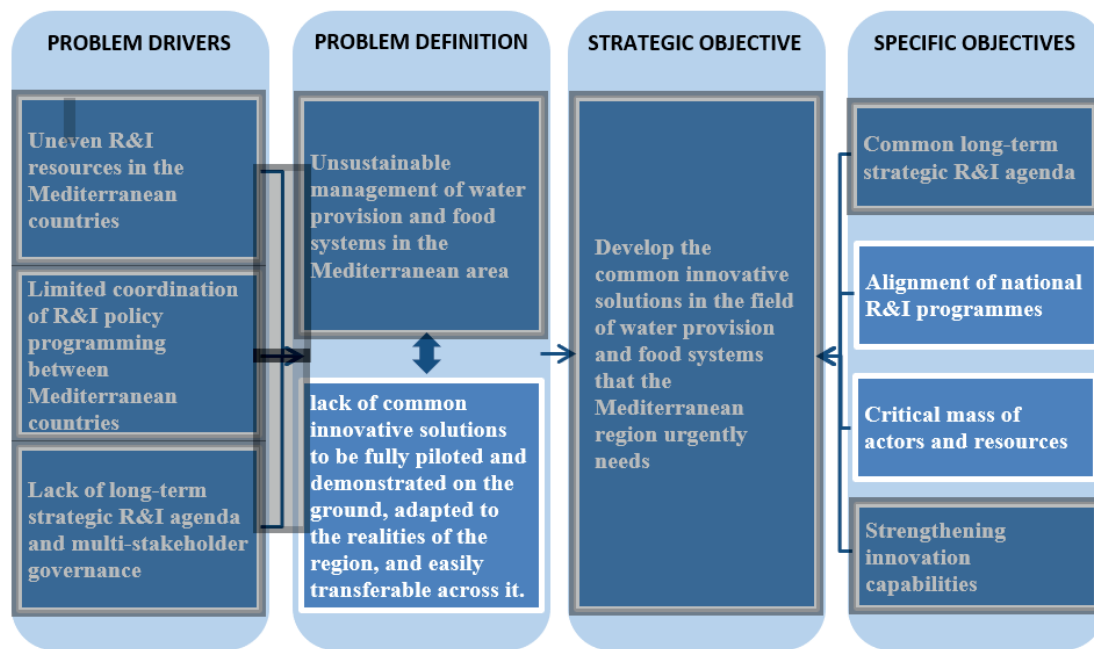 PROBLEM DRIVERS
Uneven R&I
resources in the
Mediterranean
countries
Limited coordination
of R&I policy
programming
between
Mediterranean
countries
Lack of long-term
strategic R&I agenda
and multi-stakeholder
governance
PROBLEM DEFINITION
Unsustainable
management of water
provision and food
systems in the
Mediterranean area
lack of common
innovative solutions
to be fully piloted and
demonstrated on the
ground, adapted to
the realities of the
region, and easily
transferable across it.
STRATEGIC OBJECTIVE
Develop the
common innovative
solutions in the field
of water provision
and food systems
that the
Mediterranean
region urgently
needs
SPECIFIC OBJECTIVES
Common long-term
strategic R&I agenda
Alignment of national
R&I programmes
Critical mass of
actors and resources
Strengthening
innovation
capabilities